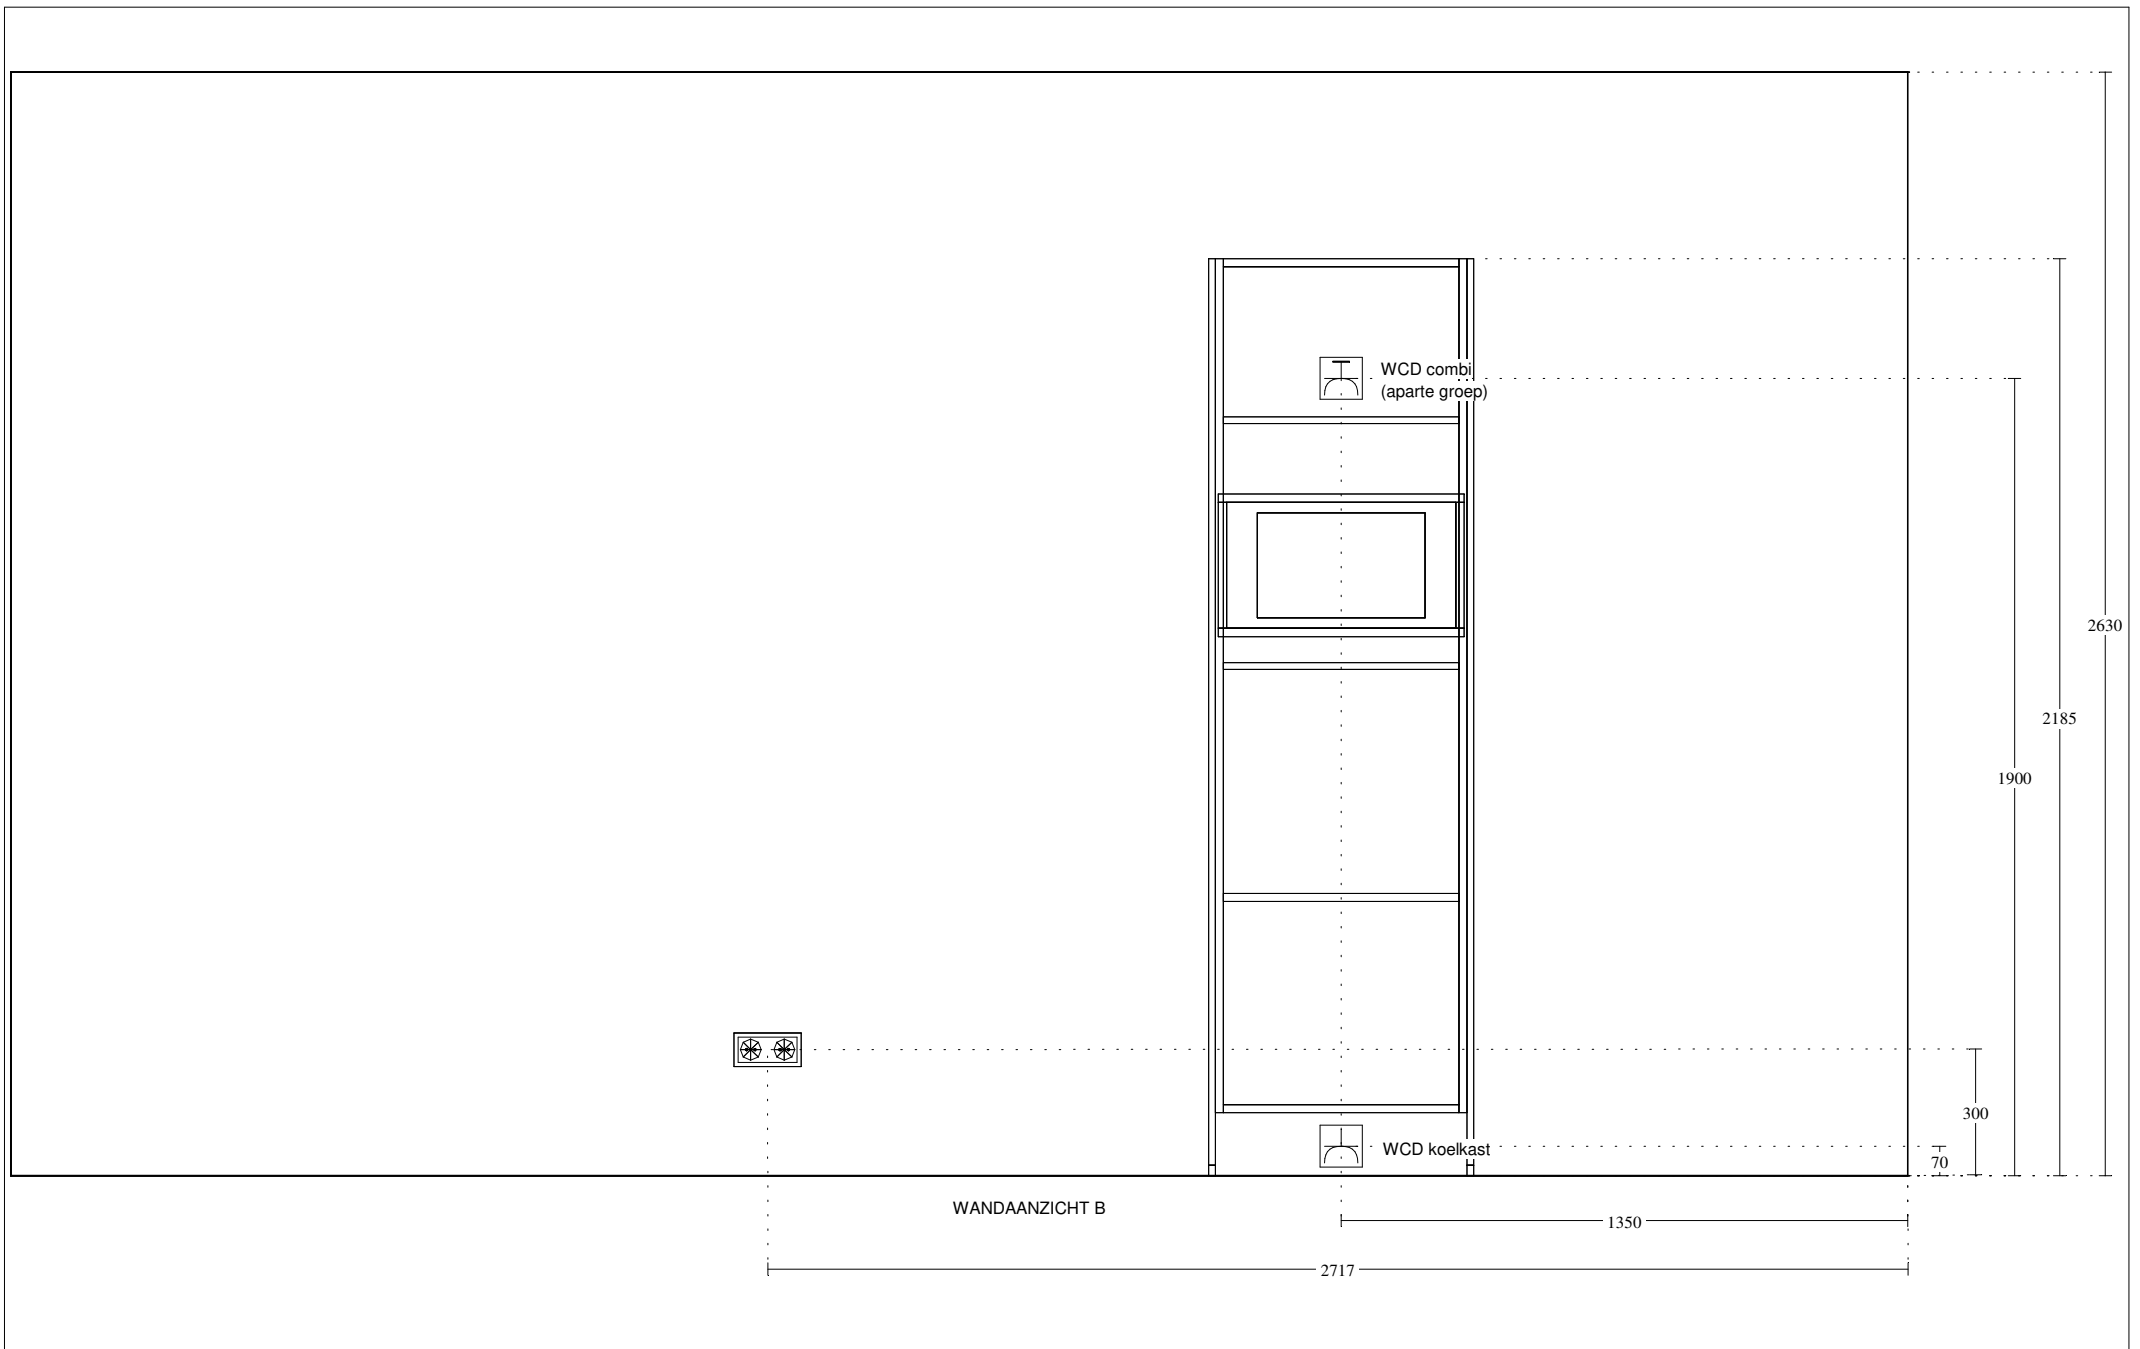 WCD combi
(aparte groep)
2630
2185
1900
300
WCD koelkast
70
WANDAANZICHT B
1350
2717